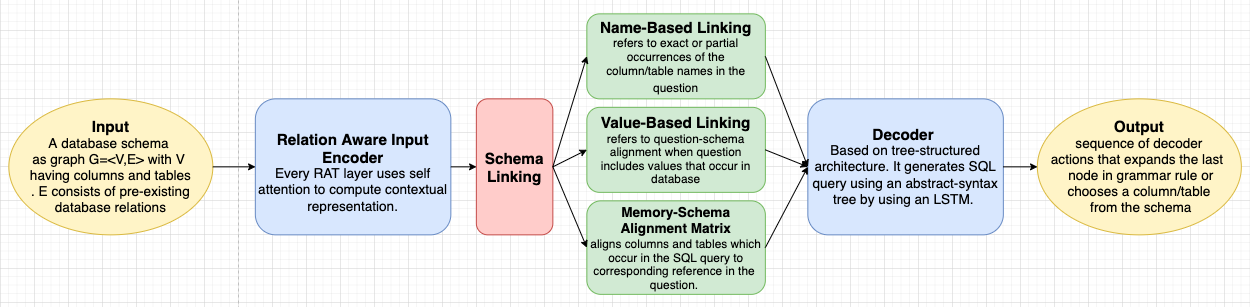 Input
A database schema
as graph G=<V,E> with V
having columns and tables
. E consists of pre-existing
database relations
Relation Aware Input
Encoder
Every RAT layer uses self
attention to compute contextual
representation.
Schema
Linking
Name-Based Linking
refers to exact or partial
occurrences of the
column/table names in the
question
Value-Based Linking
refers to question-schema
alignment when question
includes values that occur in
database
Memory-Schema
Alignment Matrix
aligns columns and tables which
occur in the SQL query to
corresponding reference in the
question.
Decoder
Based on tree-structured
architecture. It generates SQL
query using an abstract-syntax
tree by using an LSTM.
Output
sequence of decoder
actions that expands the last
node in grammar rule or
chooses a column/table
from the schema